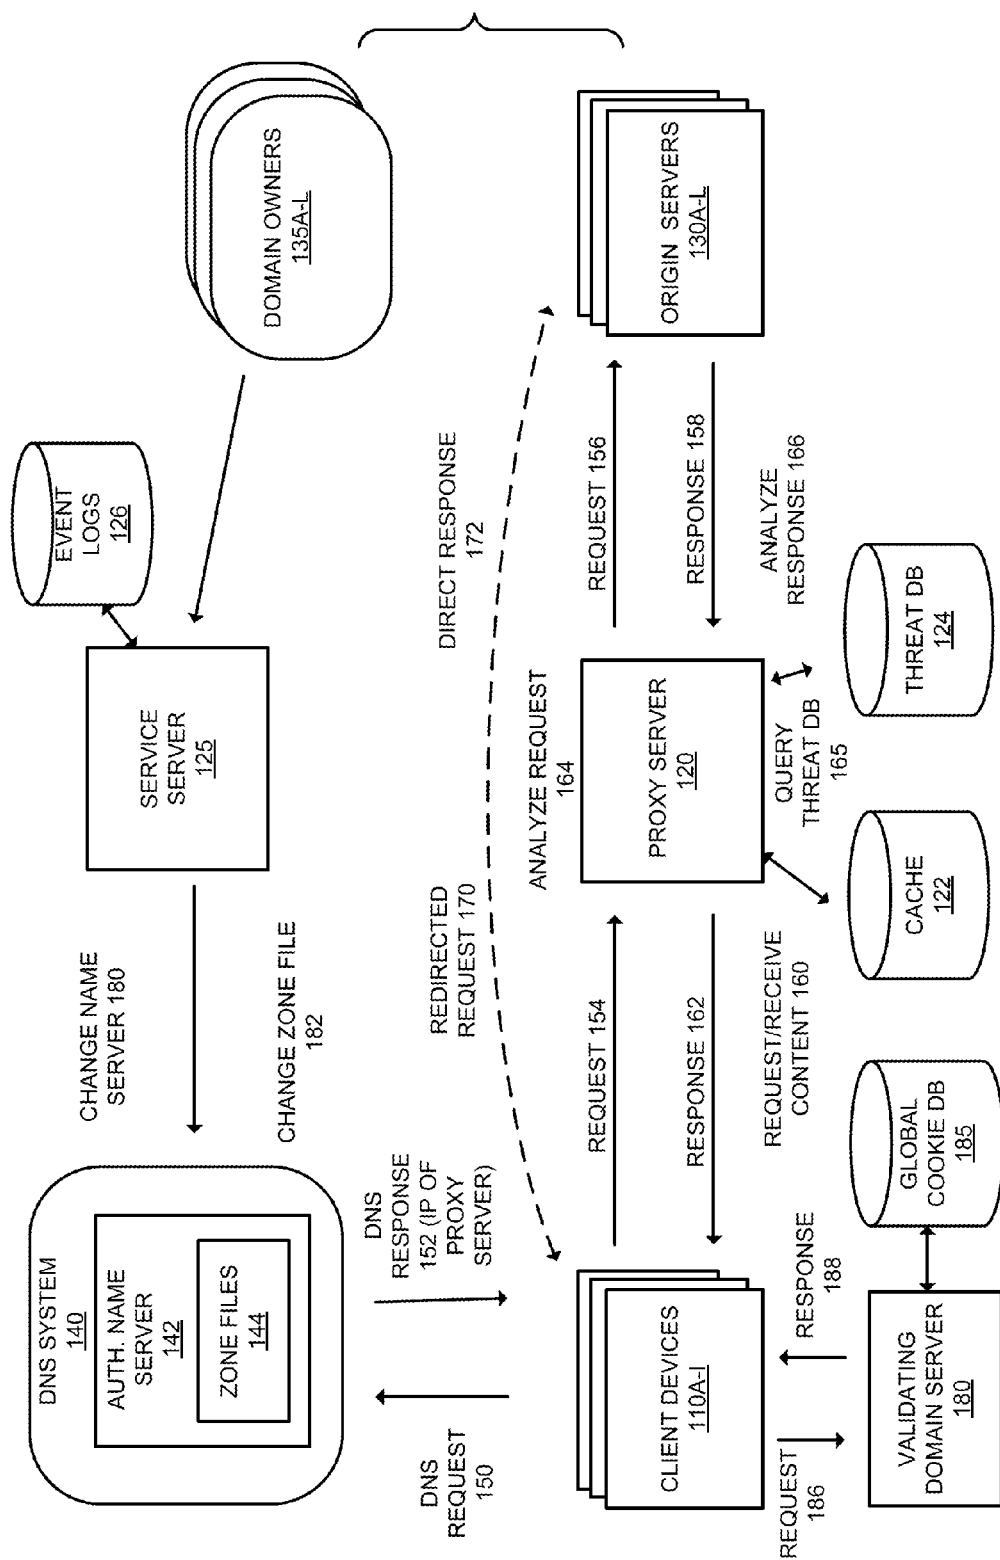 DNS SYSTEM
140
AUTH. NAME
SERVER
142
ZONE FILES
144
CHANGE NAME
SERVER 180
CHANGE ZONE FILE
182
SERVICE
SERVER
125
EVENT
LOGS
126
DOMAIN OWNERS
135A-L
DNS
REQUEST
150
DNS
RESPONSE
152 (IP OF
PROXY
SERVER)
REDIRECTED
REQUEST 170
DIRECT RESPONSE
172
ANALYZE REQUEST
164
CLIENT DEVICES
110A-I
REQUEST 154
RESPONSE 162
PROXY SERVER
120
REQUEST 156
RESPONSE 158
ORIGIN SERVERS
130A-L
REQUEST
186
RESPONSE
188
REQUEST/RECEIVE
CONTENT 160
QUERY
THREAT DB
165
ANALYZE
RESPONSE 166
VALIDATING
DOMAIN SERVER
180
GLOBAL
COOKIE DB
185
CACHE
122
THREAT DB
124